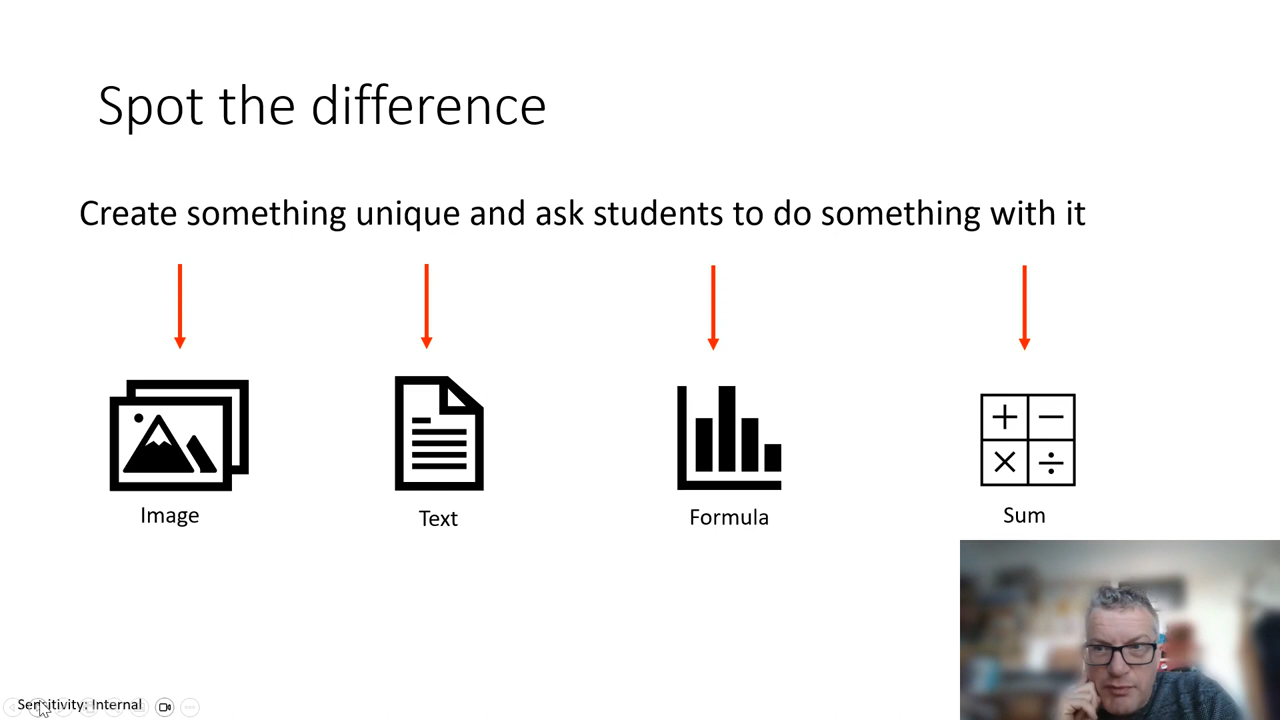 Spot the difference
Create something unique and ask students to do something with it
Image
Text
Formula
Sum
Sensitivity: Internal